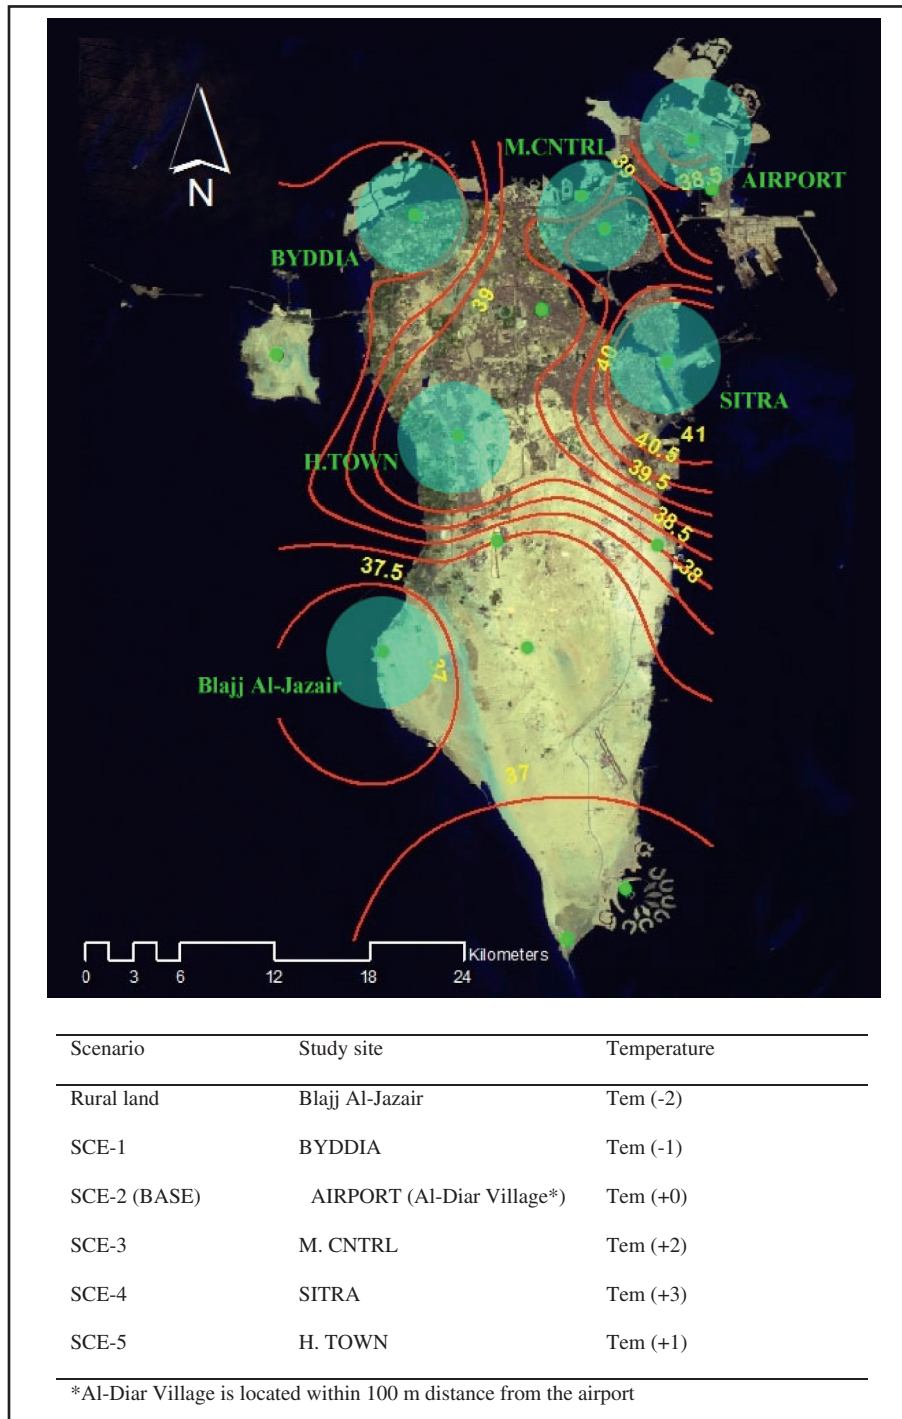 N
M.CNTRL
39
38.5
AIRPORT
BYDDIA
39
40
SITRA
41
40.5
H.TOWN
39.5
38.5
37.5
38
Blajj Al-Jazair
37
37
Kilometers
0 3 6 12 18 24
Scenario Study site Temperature
Rural land Blajj Al-Jazair Tem (-2)
SCE-1 BYDDIA Tem (-1)
SCE-2 (BASE) AIRPORT (Al-Diar Village*) Tem (+0)
SCE-3 M. CNTRL Tem (+2)
SCE-4 SITRA Tem (+3)
SCE-5 H. TOWN Tem (+1)
*Al-Diar Village is located within 100 m distance from the airport